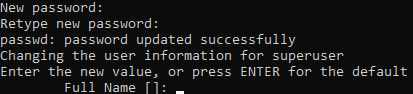 New password:
Retype new password:
passwd: password updated successfully
Changing the user information for superuser
Enter the new value, or press ENTER for the default
Full Name []: